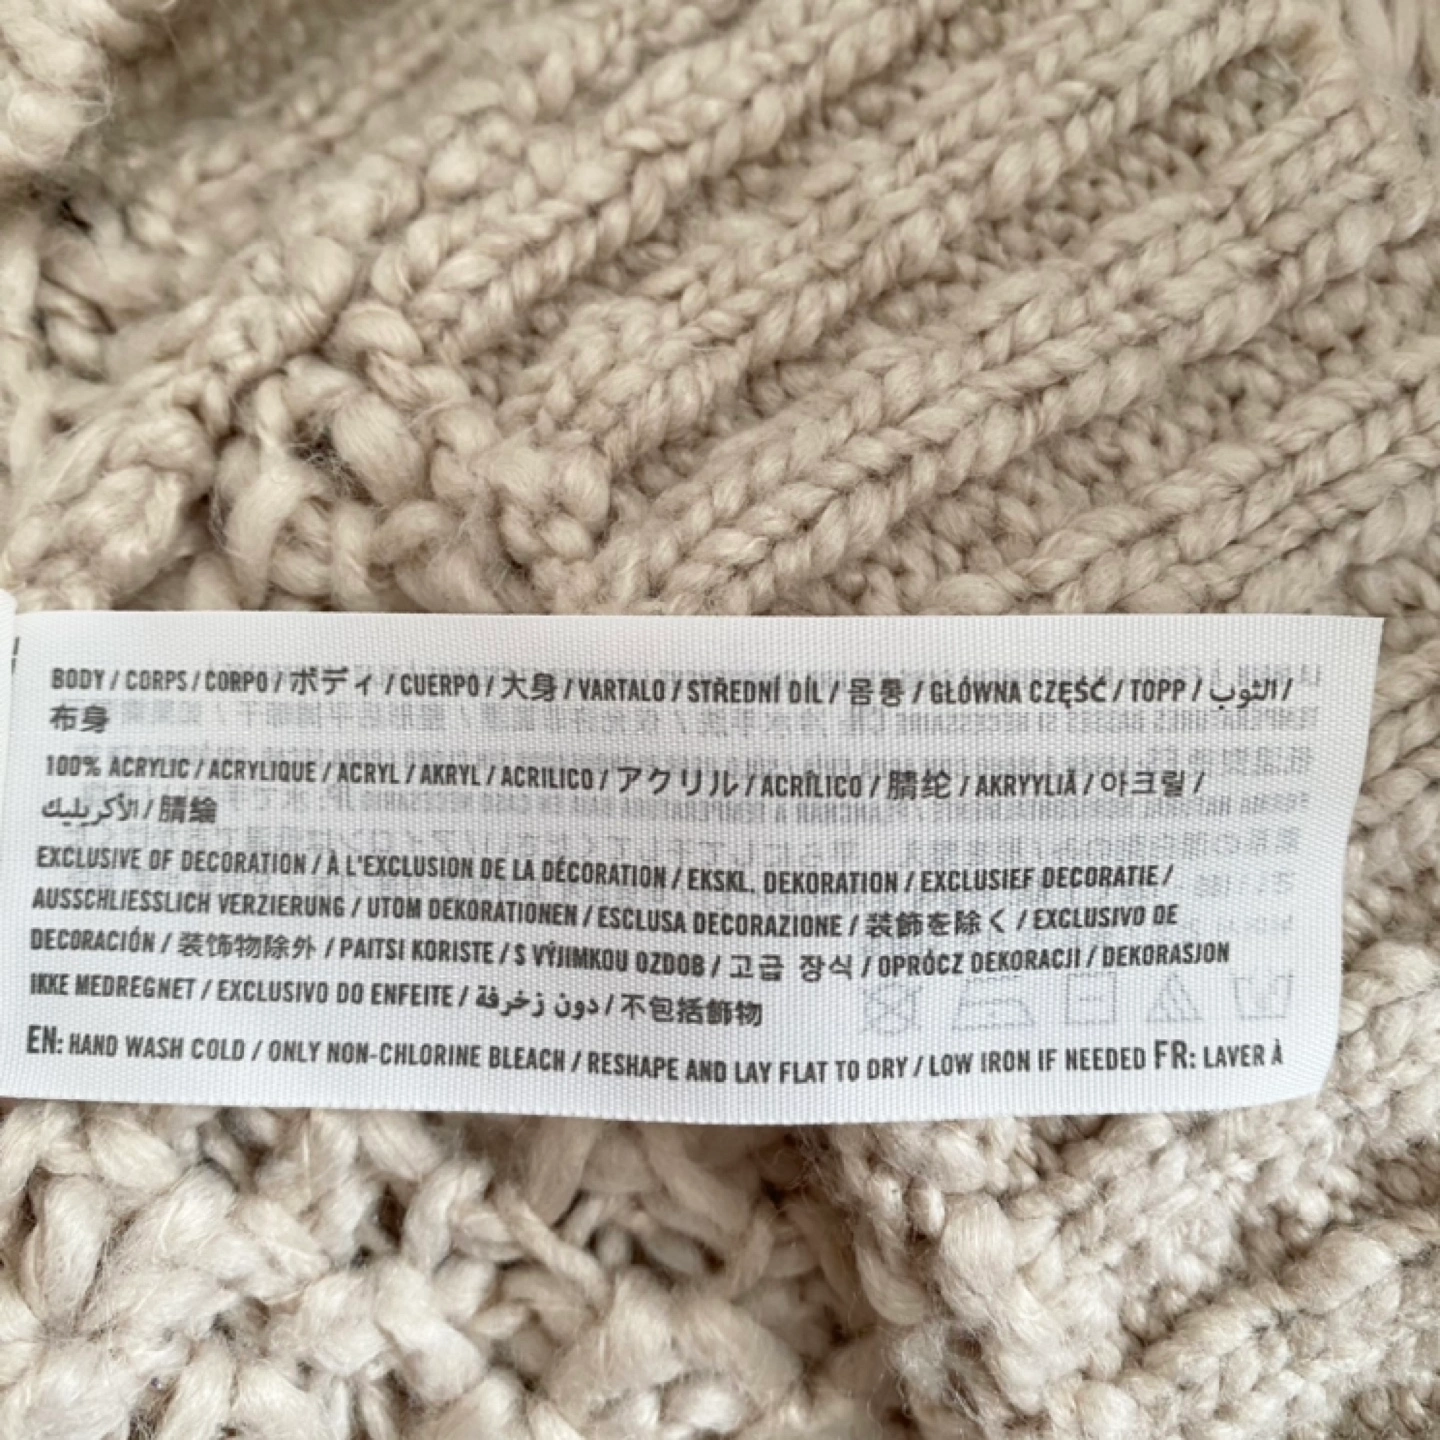 BODY / CORPS / CORPO / ボディ / CUERPO / 大身 / VARTALO / STŘEDNÍ DÍL / 몸통 / GŁÓWNA CZĘŚĆ / TOPP / الثوب /
布身
100% ACRYLIC / ACRYLIQUE / ACRYL / AKRYL / ACRILICO / アクリル / ACRÍLICO / 腈纶 / AKRYYLIÄ / 아크릴 /
الأكريليك / 腈綸
EXCLUSIVE OF DECORATION / À L'EXCLUSION DE LA DÉCORATION / EKSKL. DEKORATION / EXCLUSIEF DECORATIE /
AUSSCHLIESSLICH VERZIERUNG / UTOM DEKORATIONEN / ESCLUSA DECORAZIONE / 装飾を除く / EXCLUSIVO DE
DECORACIÓN / 装饰物除外 / PAITSI KORISTE / S VÝJIMKOU OZDOB / 고급 장식 / OPRÓCZ DEKORACJI / DEKORASJON
IKKE MEDREGNET / EXCLUSIVO DO ENFEITE / دون زخرفة / 不包括飾物
EN: HAND WASH COLD / ONLY NON-CHLORINE BLEACH / RESHAPE AND LAY FLAT TO DRY / LOW IRON IF NEEDED FR: LAVER À